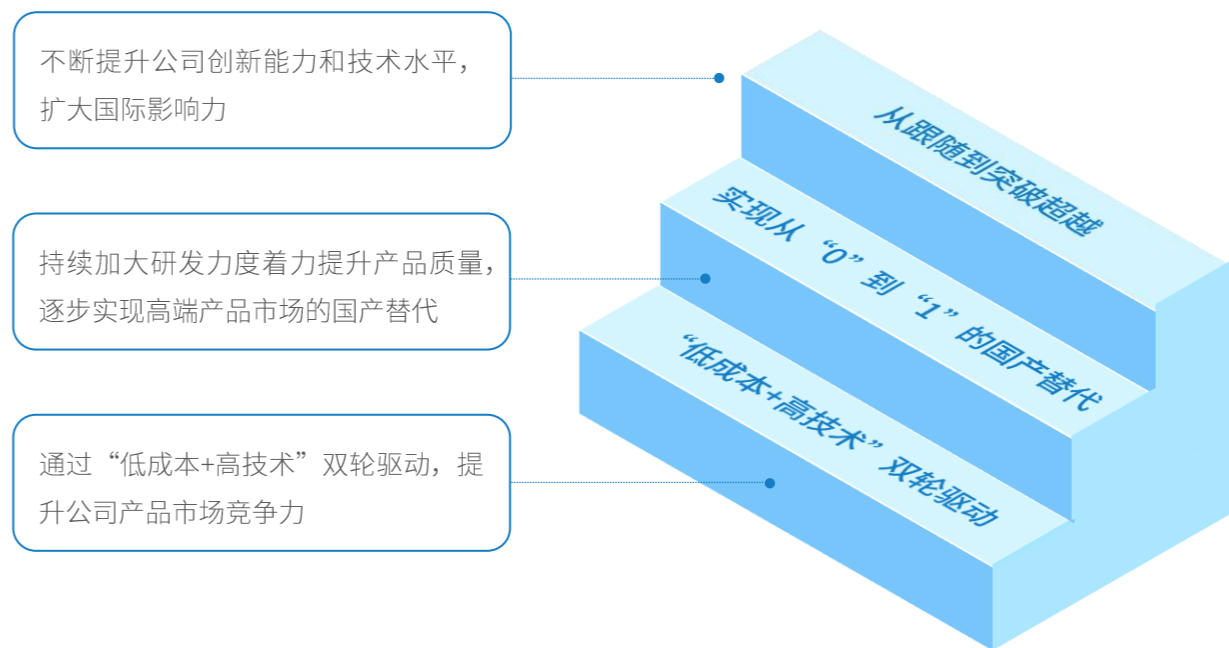 不断提升公司创新能力和技术水平，
扩大国际影响力
从跟随到突破超越
持续加大研发力度着力提升产品质量，
逐步实现高端产品市场的国产替代
实现从“0”到“1”的国产替代
通过“低成本+高技术”双轮驱动，提
升公司产品市场竞争力
“低成本+高技术”双轮驱动